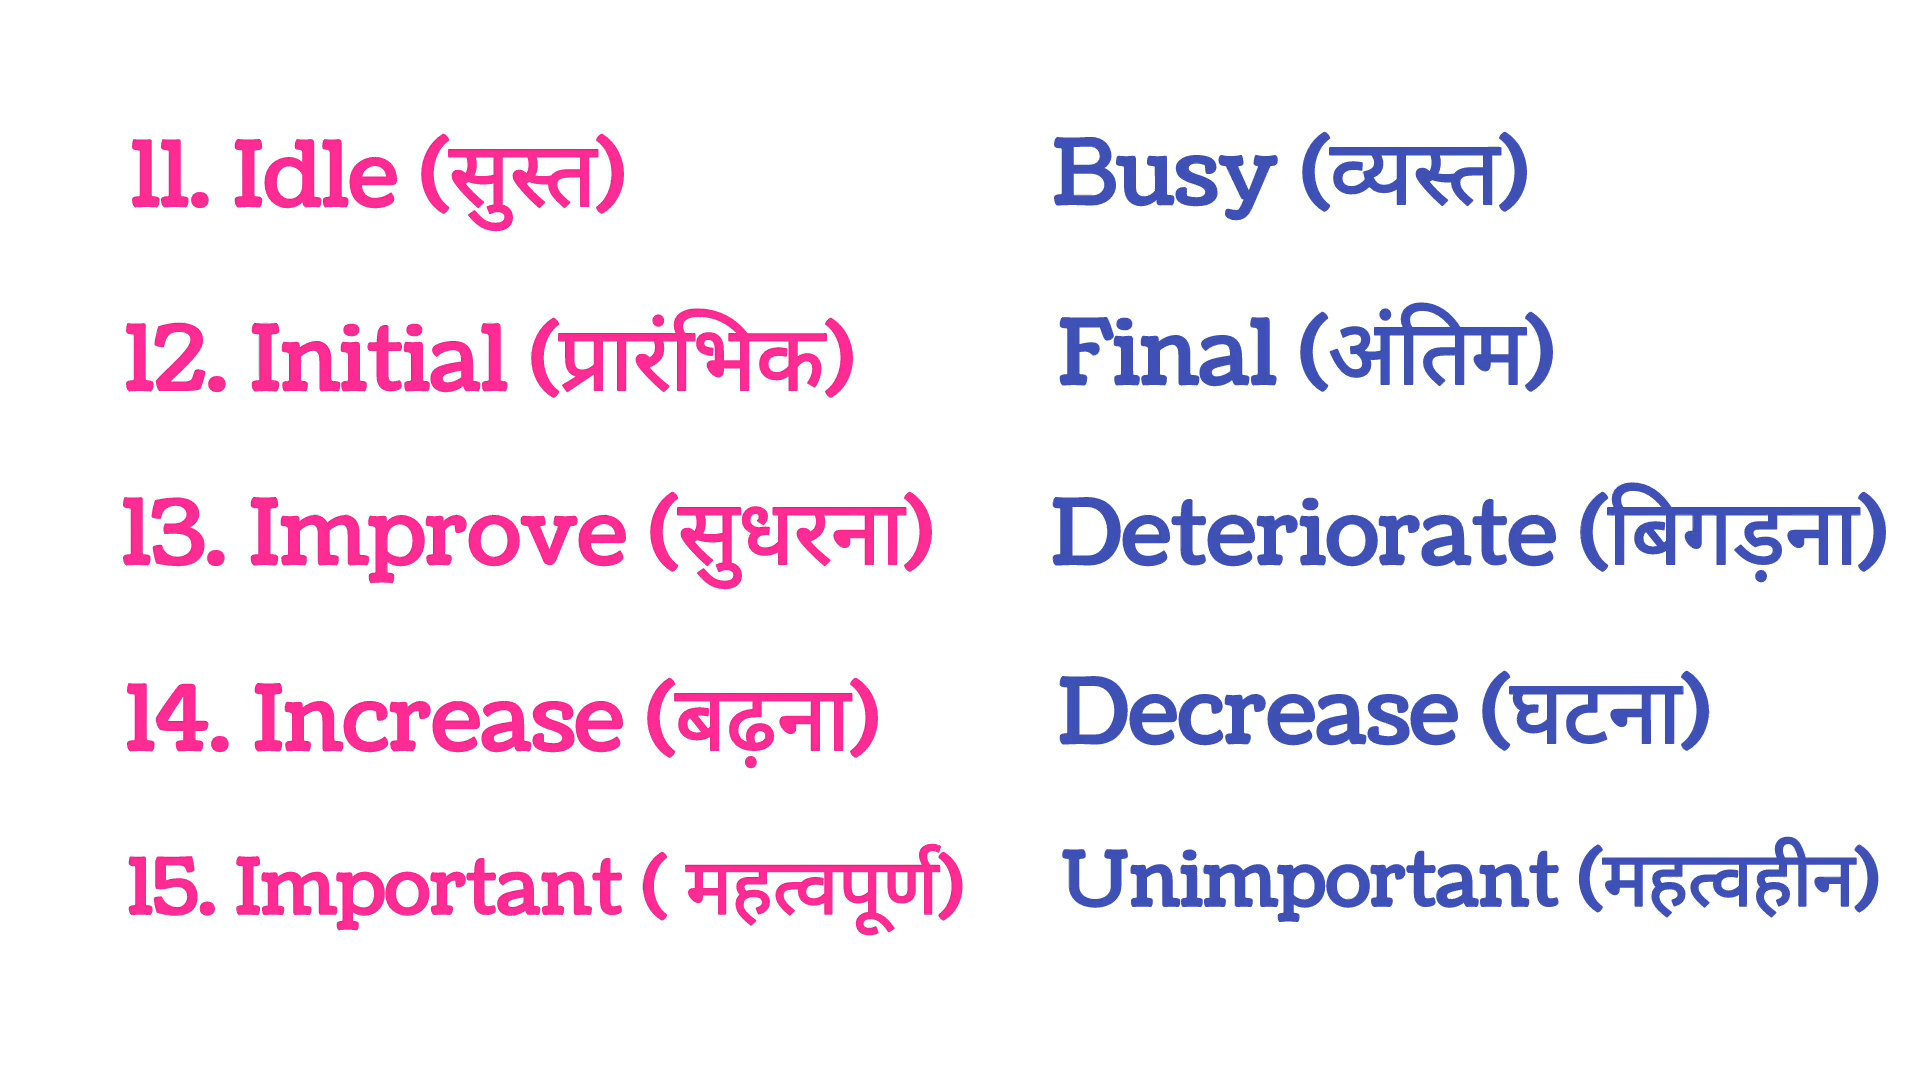 11. Idle (सुस्त) Busy (व्यस्त)
12. Initial (प्रारंभिक) Final (अंतिम)
13. Improve (सुधरना) Deteriorate (बिगड़ना)
14. Increase (बढ़ना) Decrease (घटना)
15. Important ( महत्वपूर्ण) Unimportant (महत्वहीन)